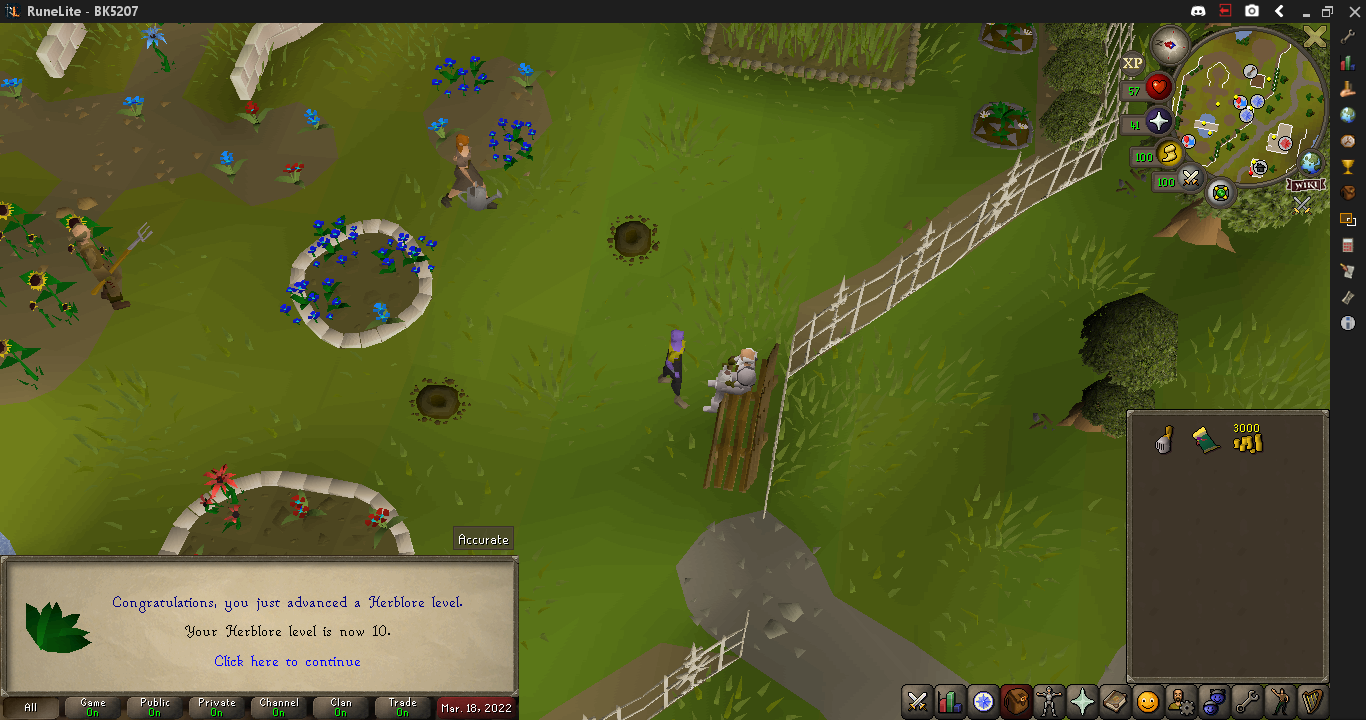 RuneLite - BK5207
XP
57
41
100
100
WIKI
3000
Accurate
Congratulations, you just advanced a Herblore level.
Your Herblore level is now 10.
Click here to continue
All
Game
On
Public
On
Private
On
Channel
On
Clan
On
Trade
On
Mar. 18, 2022